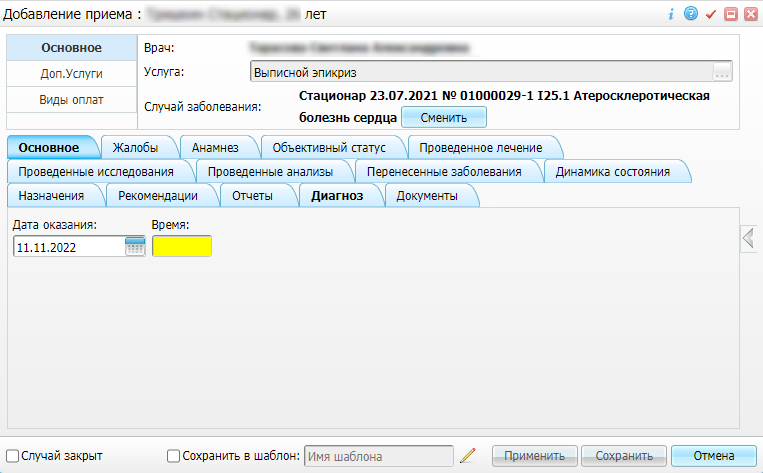 Добавление приема : лет
Основное
Доп.Услуги
Виды оплат
Врач:
Услуга: Выписной эпикриз ...
Случай заболевания: Стационар 23.07.2021 № 01000029-1 I25.1 Атеросклеротическая
болезнь сердца Сменить
Основное Жалобы Анамнез Объективный статус Проведенное лечение
Проведенные исследования Проведенные анализы Перенесенные заболевания Динамика состояния
Назначения Рекомендации Отчеты Диагноз Документы
Дата оказания: Время:
11.11.2022
Случай закрыт Сохранить в шаблон: Имя шаблона Применить Сохранить Отмена